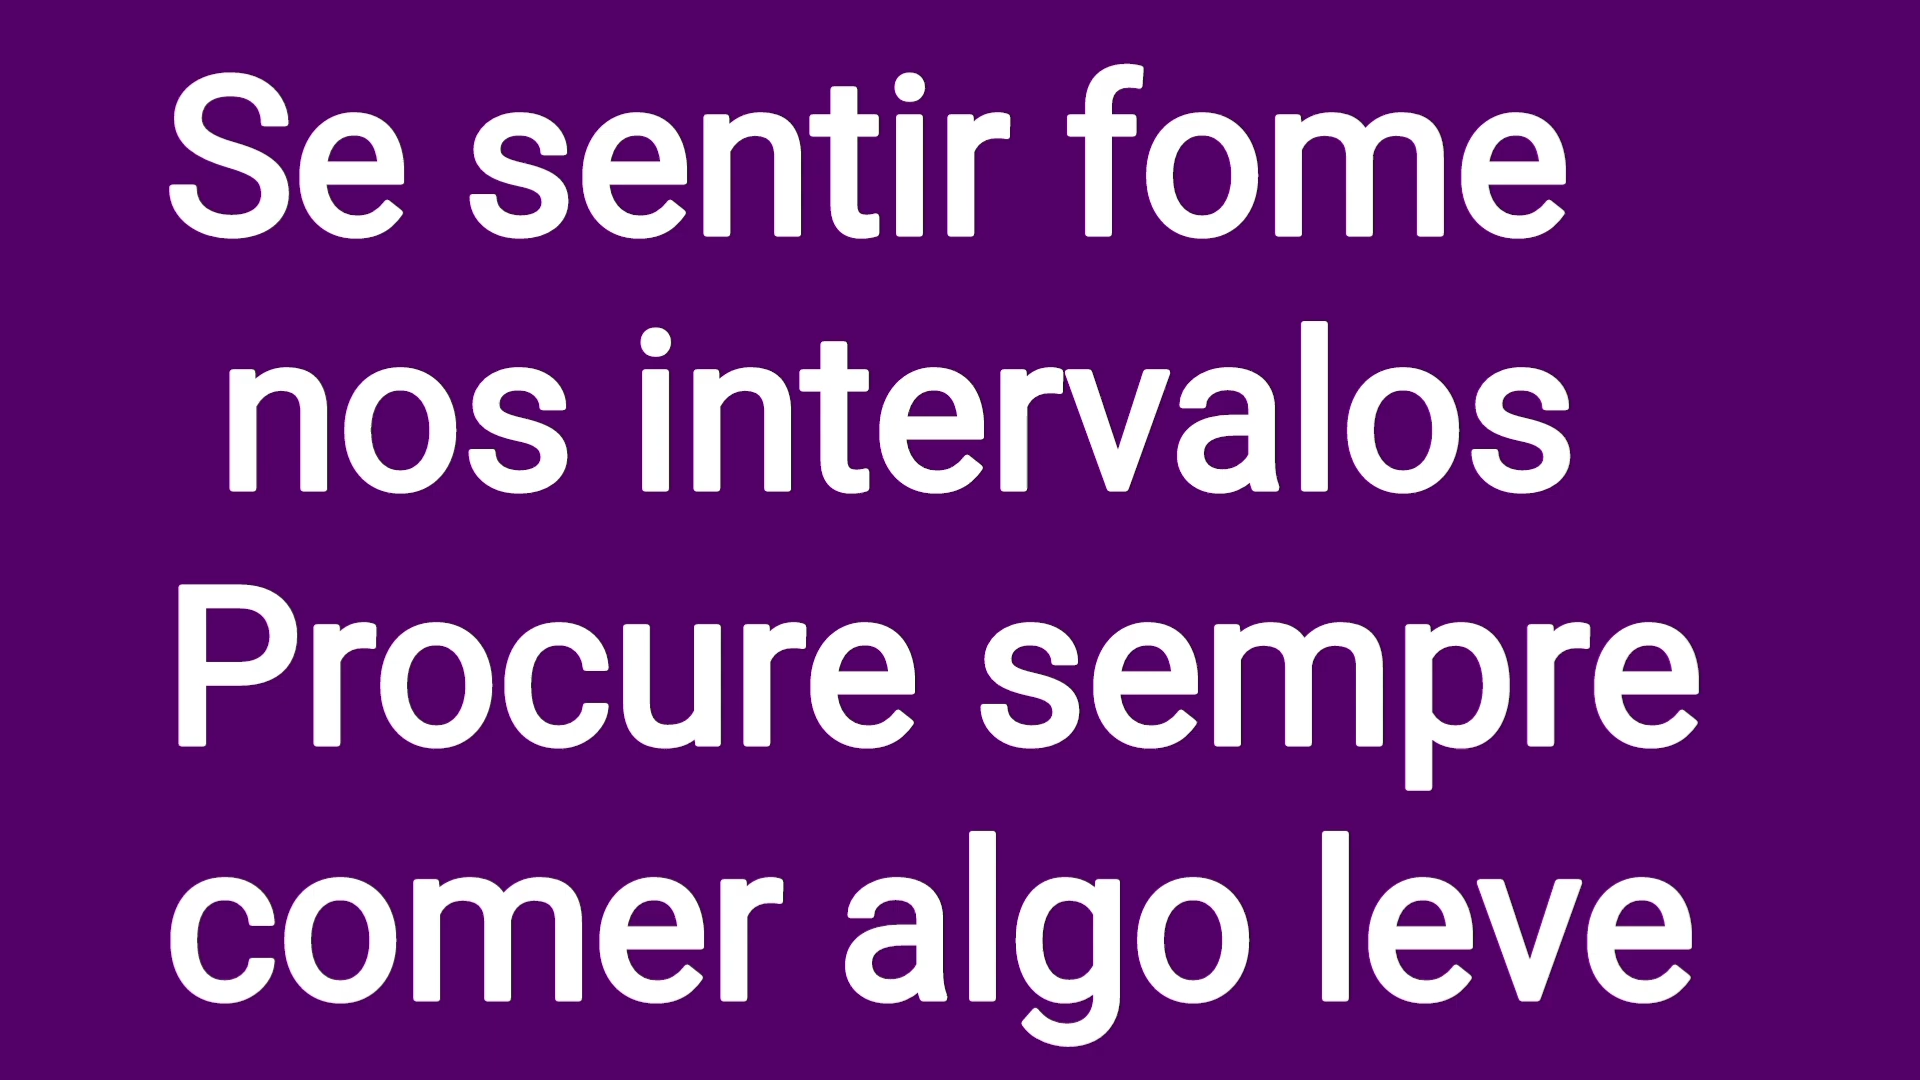 Se sentir fome
nos intervalos
Procure sempre
comer algo leve